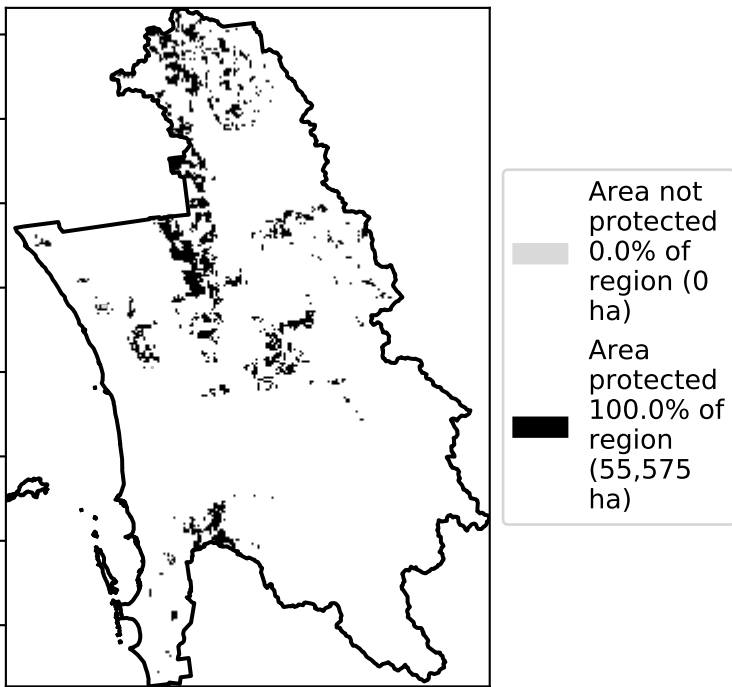 Area not
protected
0.0% of
region (0
ha)
Area
protected
100.0% of
region
(55,575
ha)